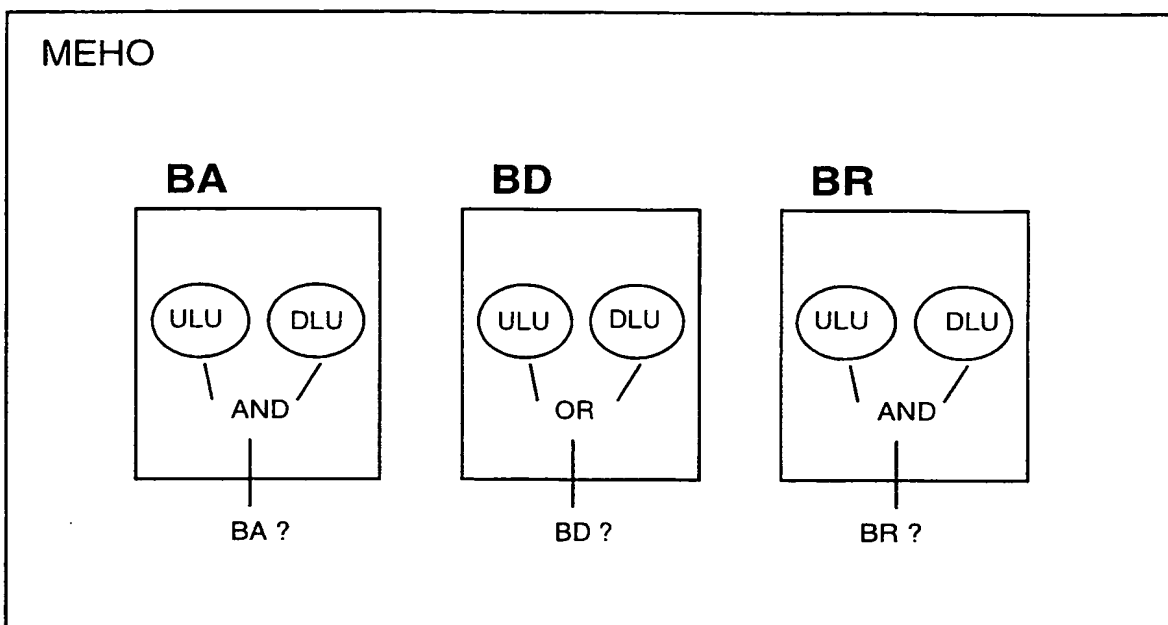 MEHO
BA BD BR
ULU DLU ULU DLU ULU DLU
AND OR AND
BA ? BD ? BR ?